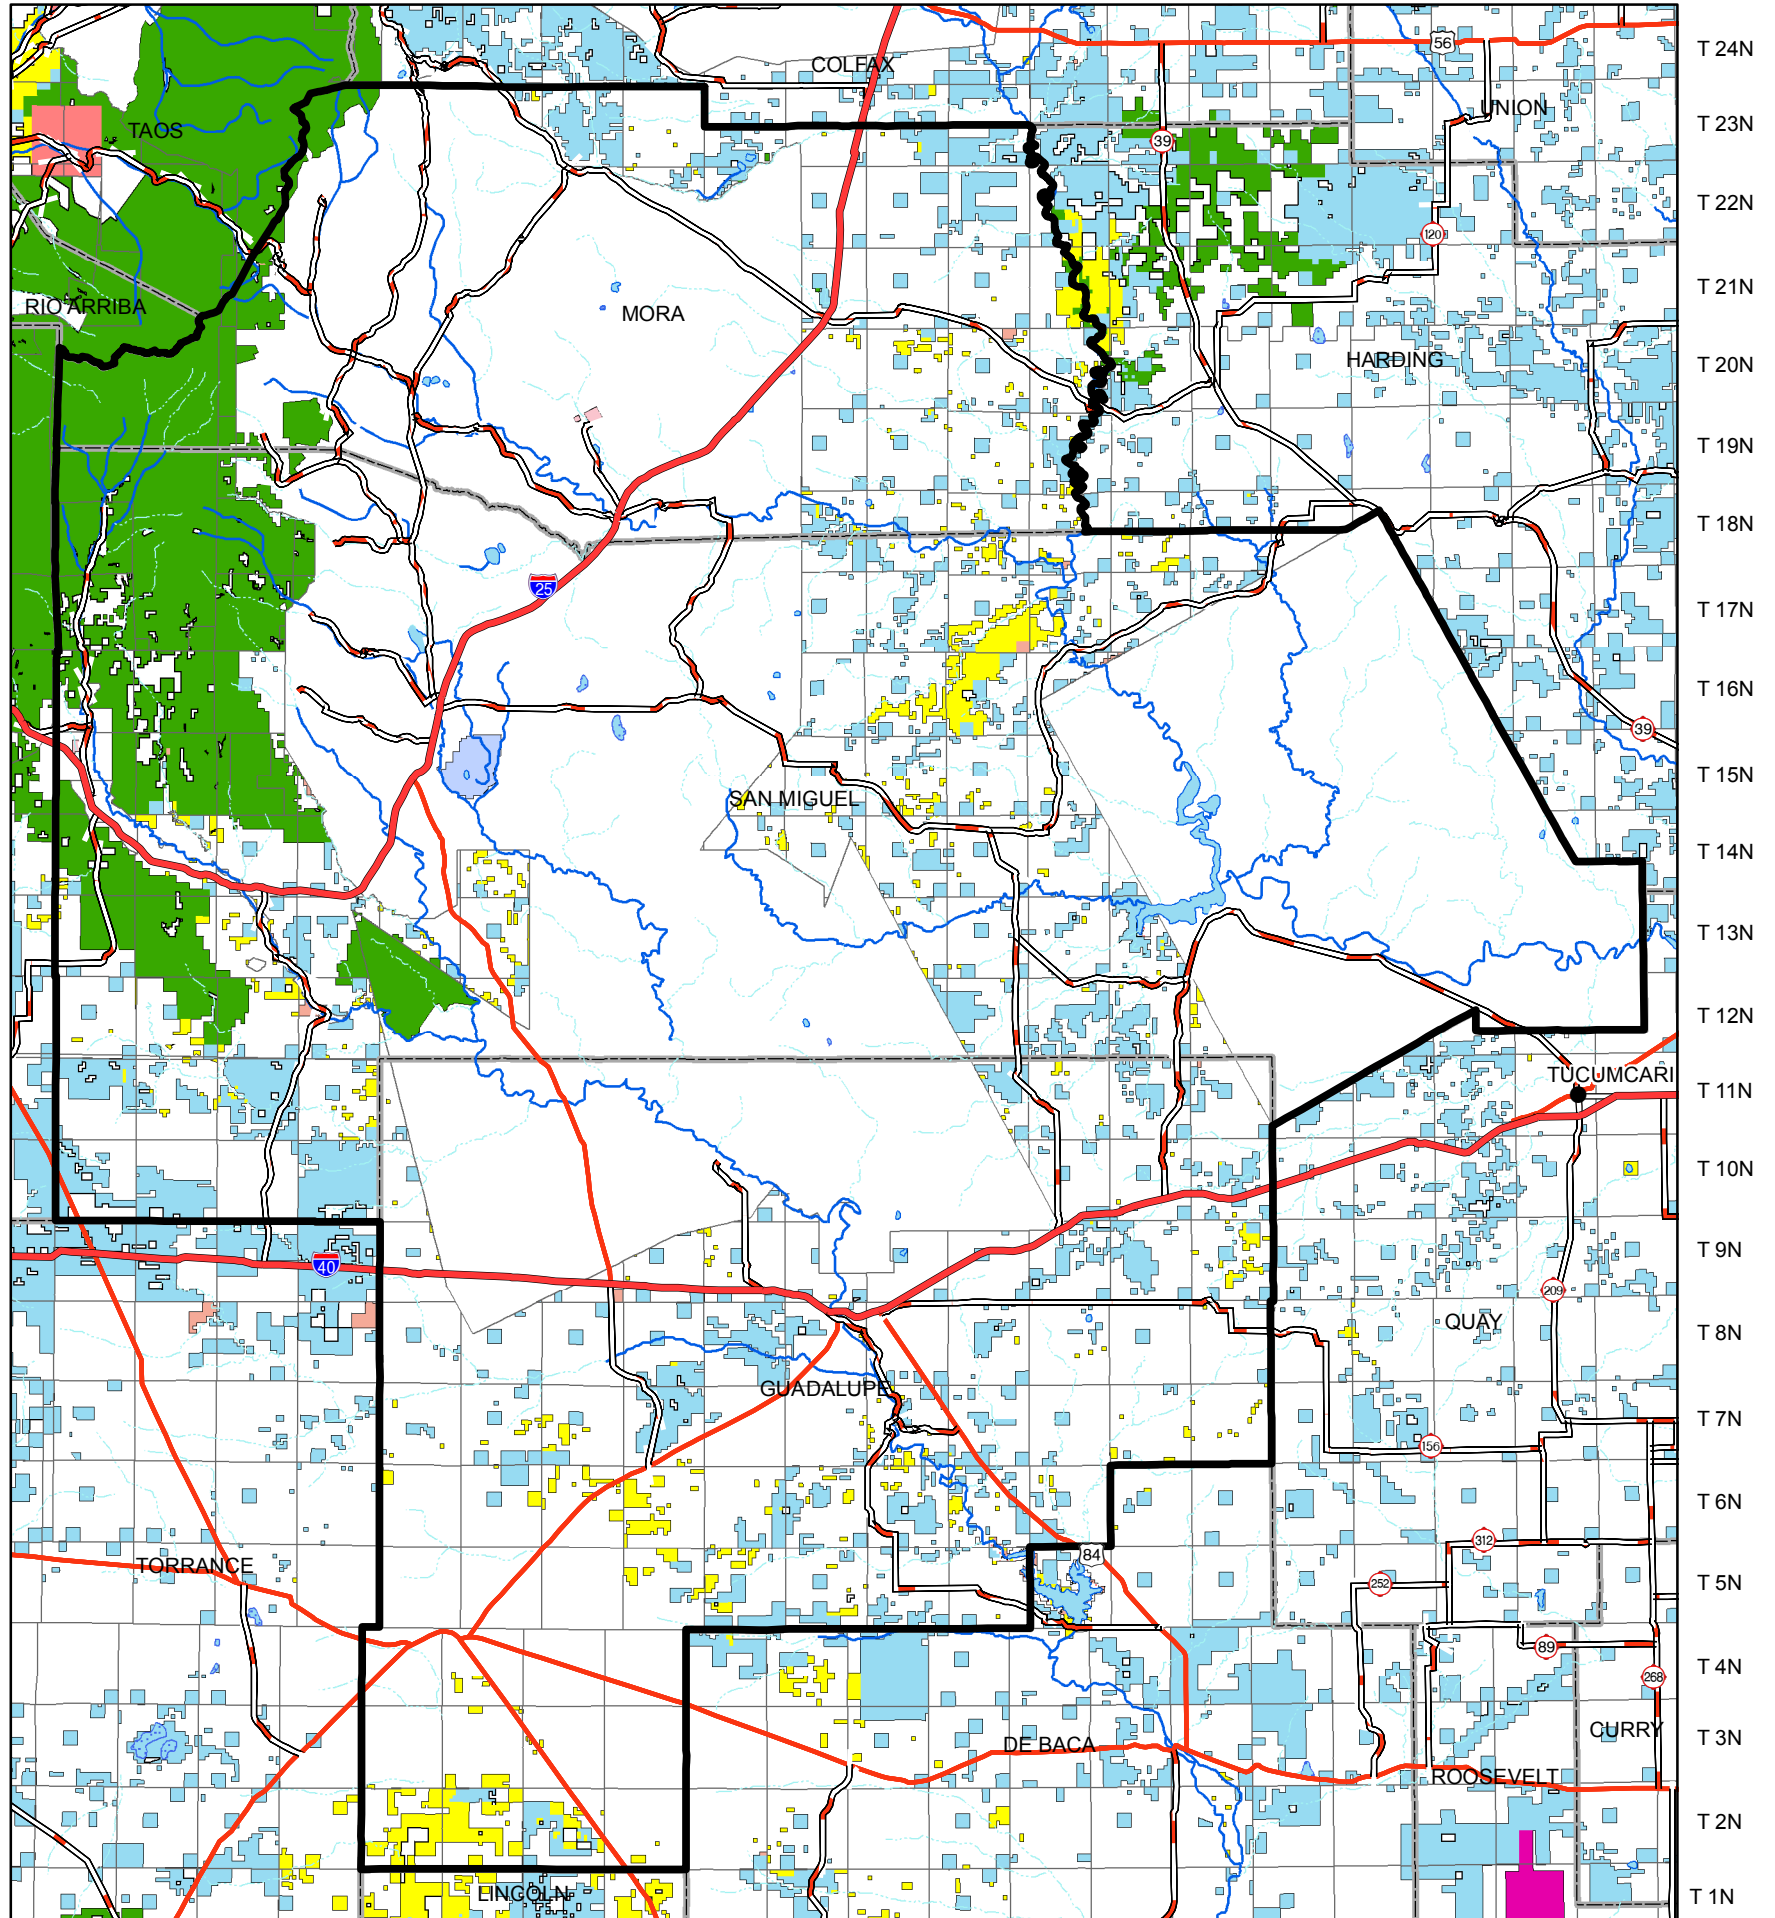 T 24N
56
COLFAX
UNION
T 23N
TAOS
39
T 22N
120
T 21N
RIO ARRIBA
MORA
HARDING
T 20N
T 19N
T 18N
25
T 17N
T 16N
39
T 15N
SAN MIGUEL
T 14N
T 13N
T 12N
TUCUMCARI
T 11N
T 10N
T 9N
40
209
QUAY
T 8N
GUADALUPE
T 7N
156
T 6N
312
84
TORRANCE
252
T 5N
89
T 4N
268
CURRY
T 3N
DE BACA
ROOSEVELT
T 2N
LINCOLN
T 1N